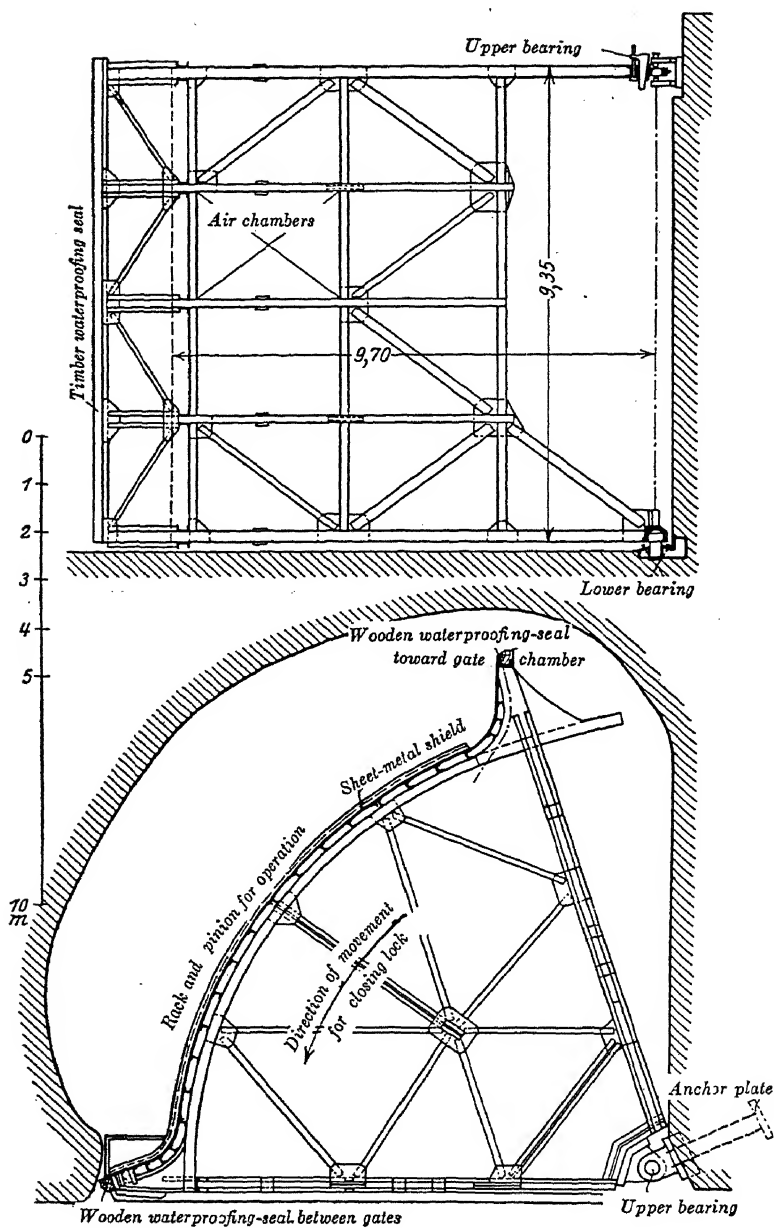 Upper bearing
Air chambers
Timber waterproofing seal
9,35
9,70
0
1
2
3
4
5
10
m
Lower bearing
Wooden waterproofing-seal
toward gate chamber
Sheet-metal shield
Rack and pinion for operation
Direction of movement
for closing lock
Anchor plate
Upper bearing
Wooden waterproofing-seal between gates